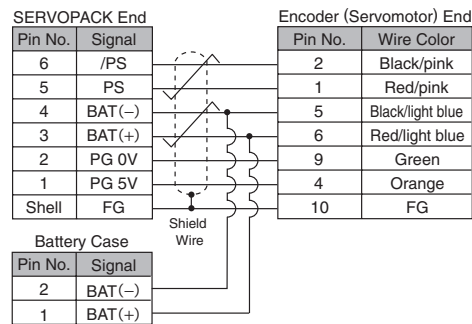 SERVOPACK End
Encoder (Servomotor) End
Pin No. Signal
Pin No. Wire Color
6 /PS
2 Black/pink
5 PS
1 Red/pink
4 BAT(−)
5 Black/light blue
3 BAT(+)
6 Red/light blue
2 PG 0V
9 Green
1 PG 5V
4 Orange
Shell FG
10 FG
Shield
Wire
Battery Case
Pin No. Signal
2 BAT(−)
1 BAT(+)